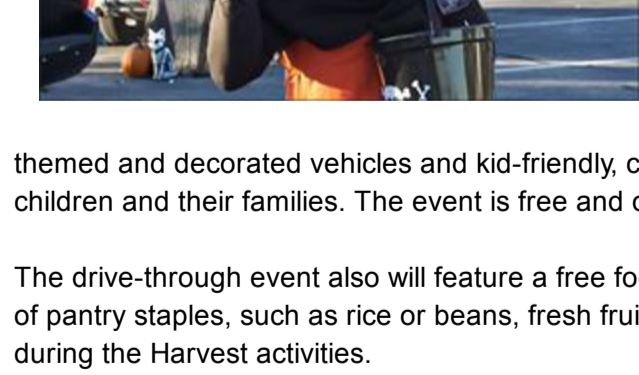 themed and decorated vehicles and kid-friendly,
children and their families. The event is free and
The drive-through event also will feature a free
of pantry staples, such as rice or beans, fresh
during the Harvest activities.